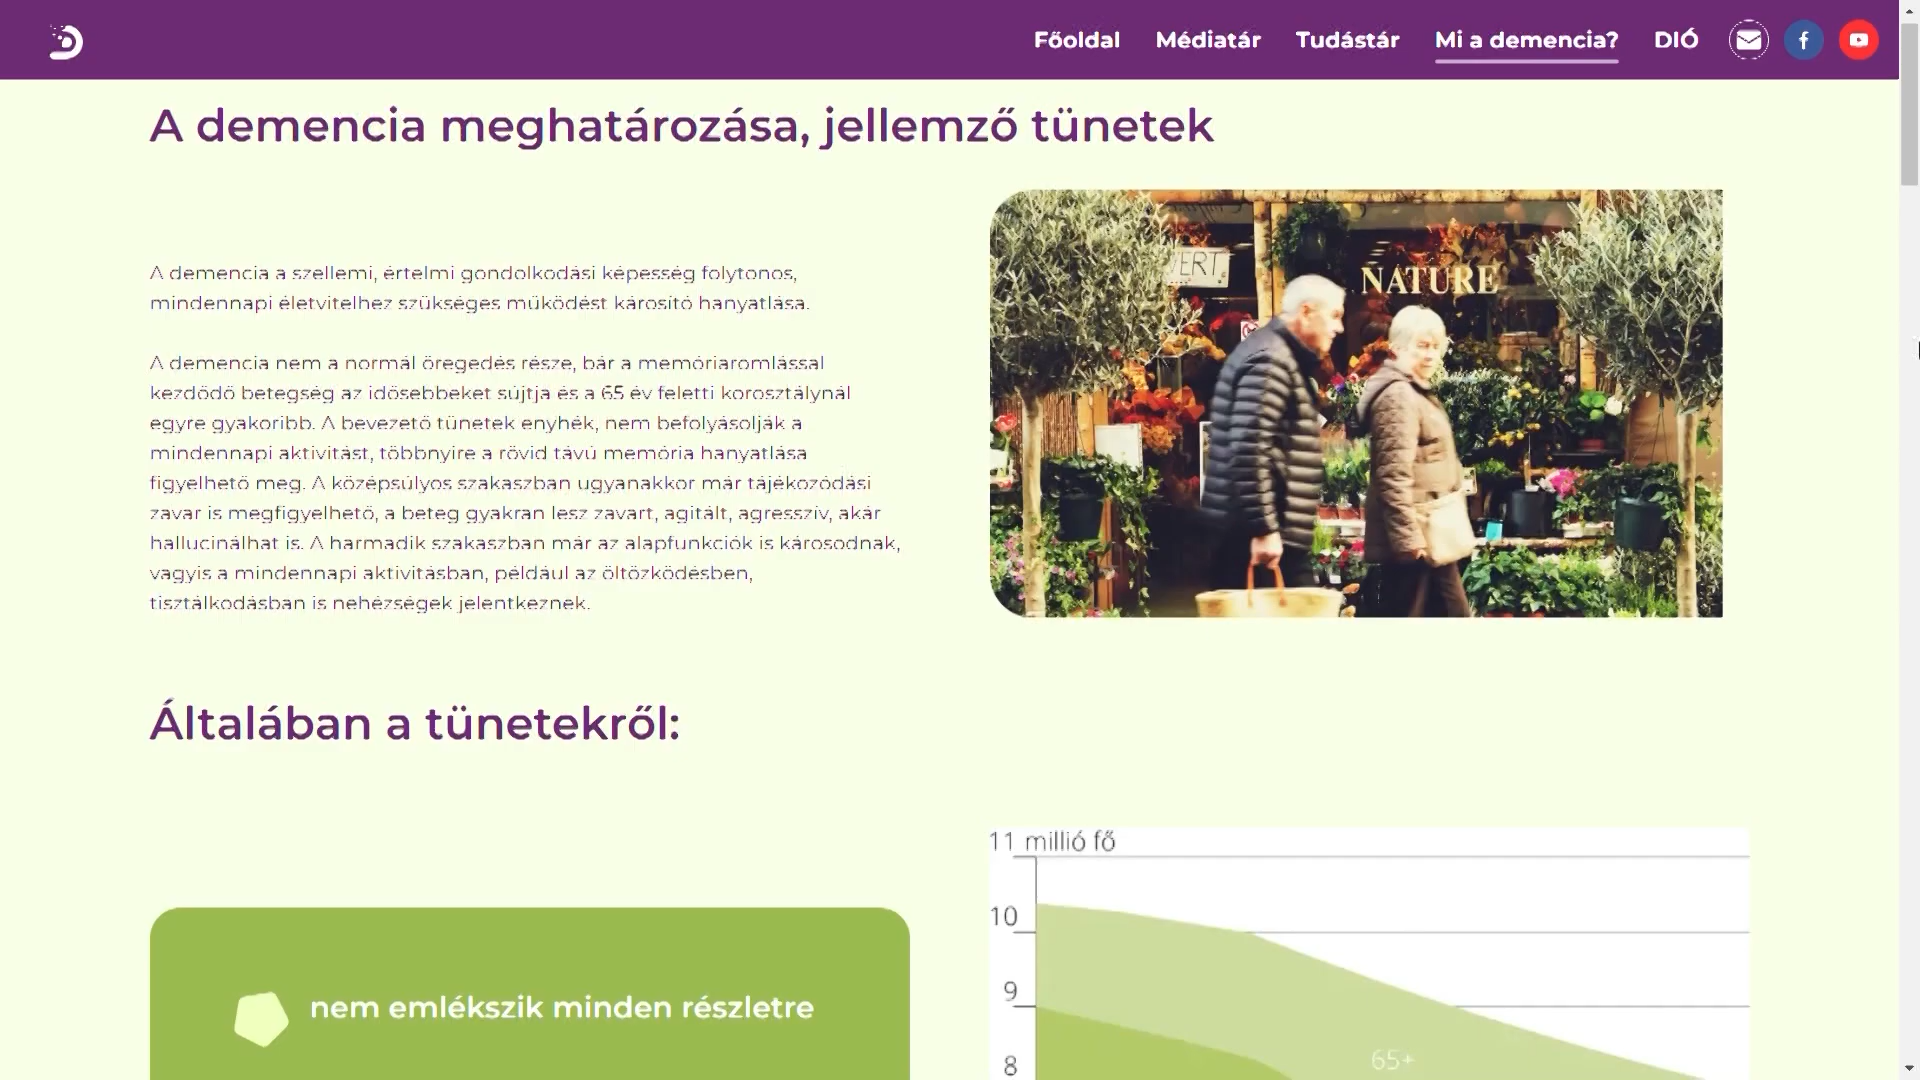 Főoldal Médiatár Tudástár Mi a demencia? DIÓ
A demencia meghatározása, jellemző tünetek
A demencia a szellemi, értelmi gondolkodási képesség folytonos,
mindennapi életvitelhez szükséges működést károsító hanyatlása.
A demencia nem a normál öregedés része, bár a memóriaromlással
kezdődő betegség az idősebbeket sújtja és a 65 év feletti korosztálynál
egyre gyakoribb. A bevezető tünetek enyhék, nem befolyásolják a
mindennapi aktivitást, többnyire a rövid távú memória hanyatlása
figyelhető meg. A középsúlyos szakaszban ugyanakkor már tájékozódási
zavar is megfigyelhető, a beteg gyakran lesz zavart, agitált, agresszív, akár
hallucinálhat is. A harmadik szakaszban már az alapfunkciók is károsodnak,
vagyis a mindennapi aktivitásban, például az öltözködésben,
tisztálkodásban is nehézségek jelentkeznek.
VERT
NATURE
Általában a tünetekről:
nem emlékszik minden részletre
11 millió fő
10
9
8
65+